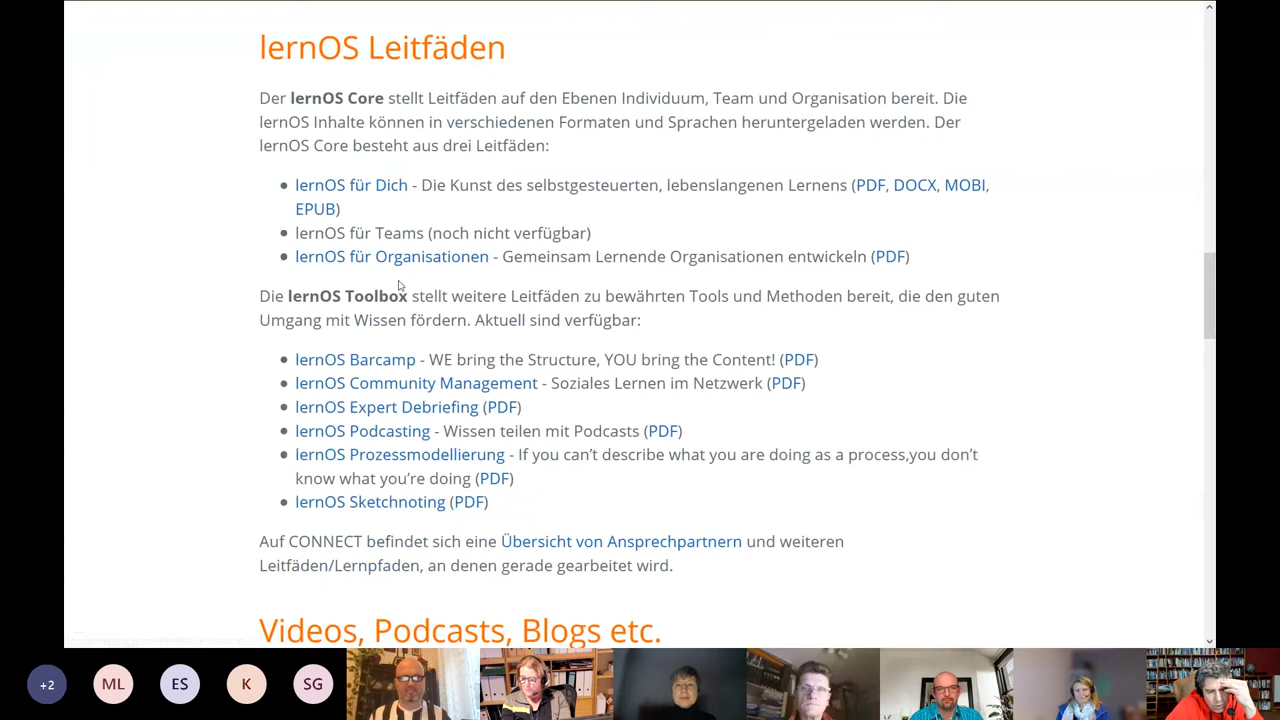 lernOS Leitfäden
Der lernOS Core stellt Leitfäden auf den Ebenen Individuum, Team und Organisation bereit. Die
lernOS Inhalte können in verschiedenen Formaten und Sprachen heruntergeladen werden. Der
lernOS Core besteht aus drei Leitfäden:
• lernOS für Dich - Die Kunst des selbstgesteuerten, lebenslangenen Lernens (PDF, DOCX, MOBI,
EPUB)
• lernOS für Teams (noch nicht verfügbar)
• lernOS für Organisationen - Gemeinsam Lernende Organisationen entwickeln (PDF)
Die lernOS Toolbox stellt weitere Leitfäden zu bewährten Tools und Methoden bereit, die den guten
Umgang mit Wissen fördern. Aktuell sind verfügbar:
• lernOS Barcamp - WE bring the Structure, YOU bring the Content! (PDF)
• lernOS Community Management - Soziales Lernen im Netzwerk (PDF)
• lernOS Expert Debriefing (PDF)
• lernOS Podcasting - Wissen teilen mit Podcasts (PDF)
• lernOS Prozessmodellierung - If you can’t describe what you are doing as a process,you don’t
know what you’re doing (PDF)
• lernOS Sketchnoting (PDF)
Auf CONNECT befindet sich eine Übersicht von Ansprechpartnern und weiteren
Leitfäden/Lernpfaden, an denen gerade gearbeitet wird.
Videos, Podcasts, Blogs etc.
+2 ML ES K SG